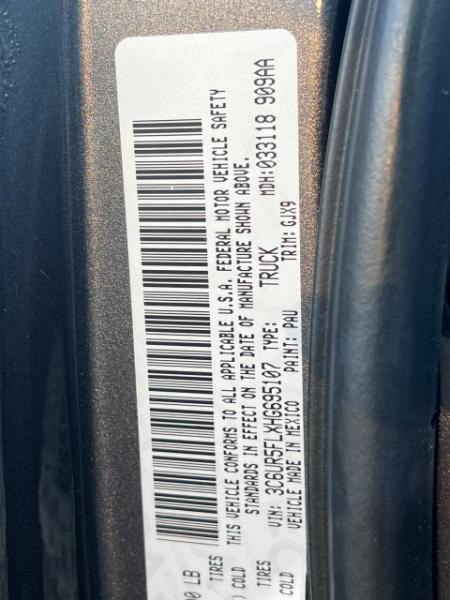 00 LB
TIRES
) COLD
TIRES
COLD
THIS VEHICLE CONFORMS TO ALL APPLICABLE U.S.A. FEDERAL MOTOR VEHICLE SAFETY
STANDARDS IN EFFECT ON THE DATE OF MANUFACTURE SHOWN ABOVE.
VIN: 3C6UR5FLXHG695107 TYPE: TRUCK MDH:033118 909AA
VEHICLE MADE IN MEXICO PAINT: PAU TRIM: GJX9